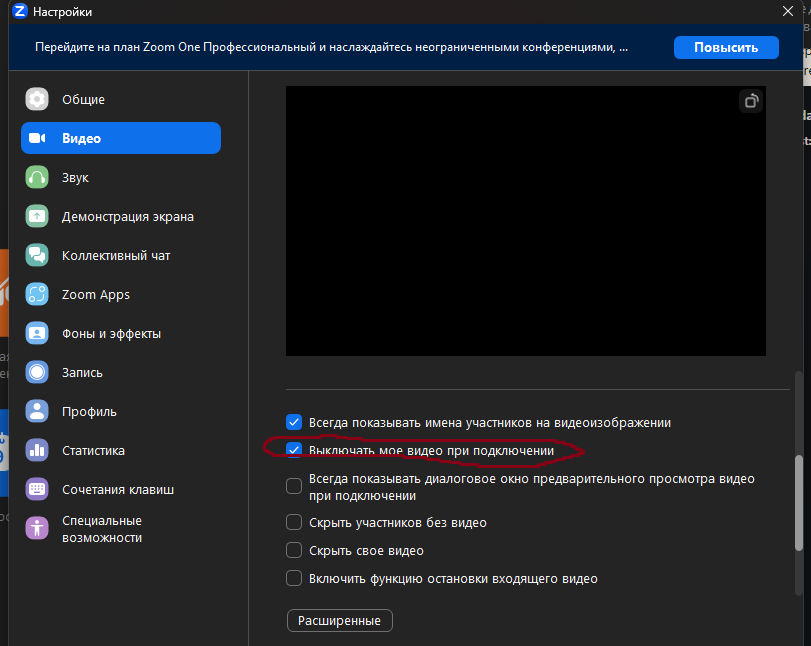 Настройки
Перейдите на план Zoom One Профессиональный и наслаждайтесь неограниченными конференциями, ...
Повысить
Общие
Видео
Звук
Демонстрация экрана
Коллективный чат
Zoom Apps
Фоны и эффекты
Запись
Профиль
Статистика
Сочетания клавиш
Специальные
возможности
Всегда показывать имена участников на видеоизображении
Выключать мое видео при подключении
Всегда показывать диалоговое окно предварительного просмотра видео
при подключении
Скрыть участников без видео
Скрыть свое видео
Включить функцию остановки входящего видео
Расширенные